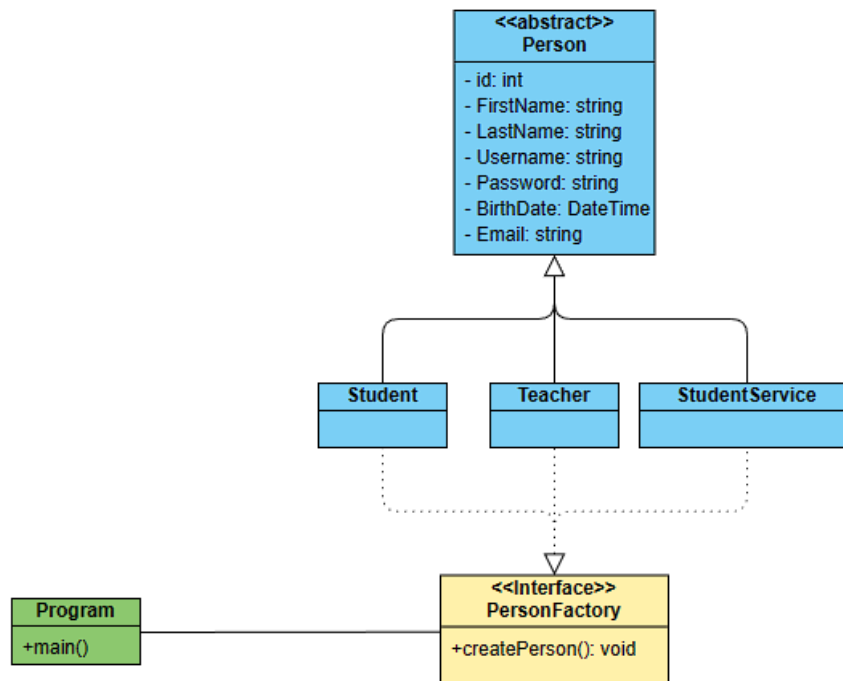 <<abstract>>
Person
- id: int
- FirstName: string
- LastName: string
- Username: string
- Password: string
- BirthDate: DateTime
- Email: string
Student
Teacher
StudentService
<<Interface>>
PersonFactory
+createPerson(): void
Program
+main()